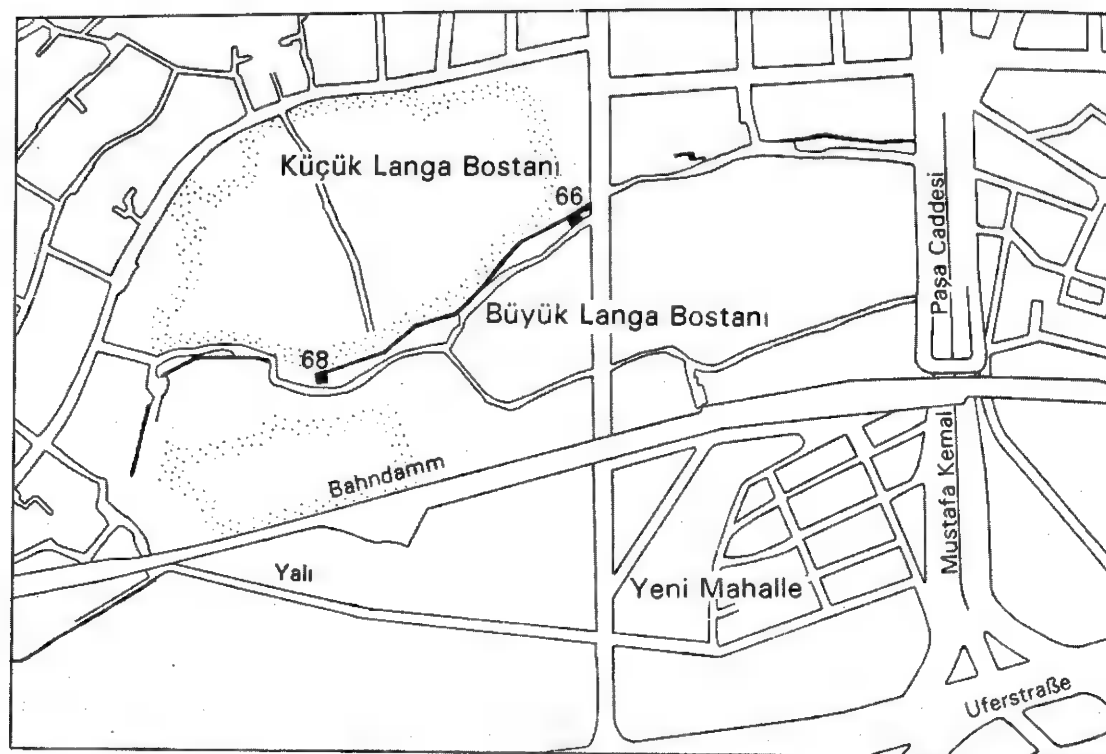 Küçük Langa Bostanı
66
Paşa Caddesi
Büyük Langa Bostanı
68
Bahndamm
Mustafa Kemal
Yalı
Yeni Mahalle
Uferstraße